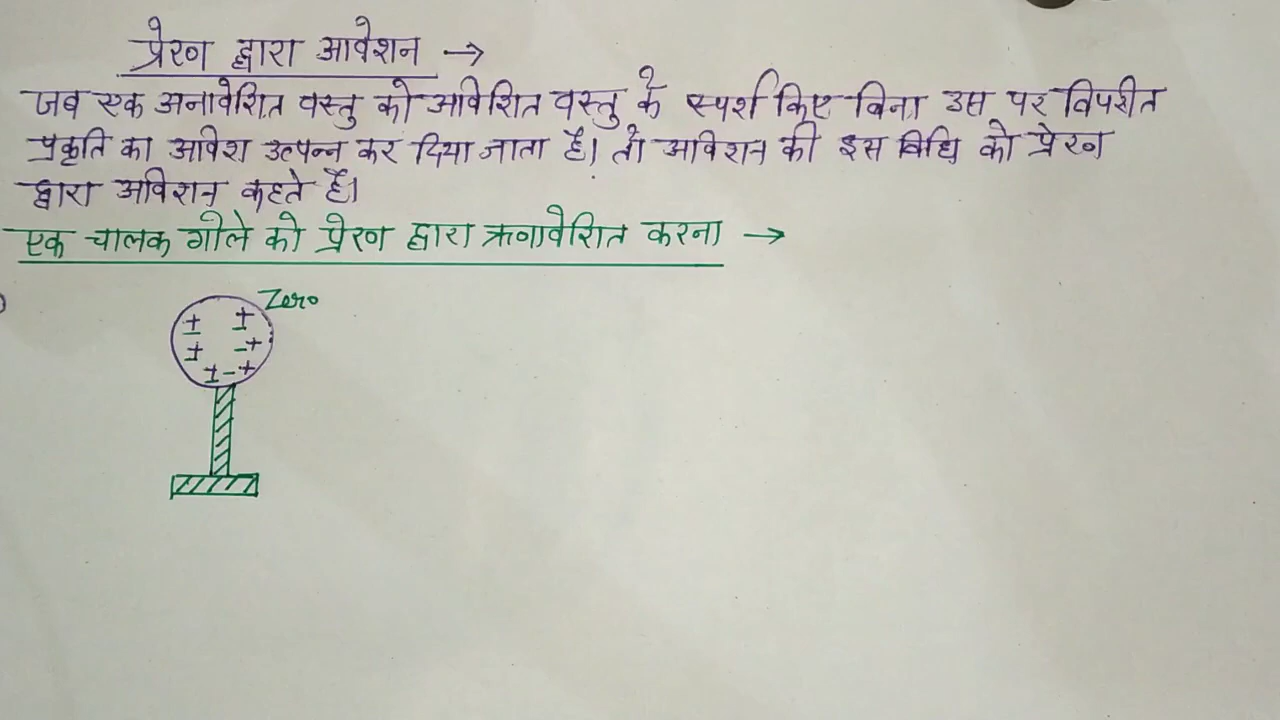 प्रेरण द्वारा आवेशन →
जब एक अनावेशित वस्तु को आवेशित वस्तु के स्पर्श किए बिना उस पर विपरीत
प्रकृति का आवेश उत्पन्न कर दिया जाता है। तो आवेशन की इस विधि को प्रेरण
द्वारा आवेशन कहते है।
एक चालक गोले को प्रेरण द्वारा ऋणावेशित करना →
Zero
+ - + -
+ - - +
+ - - +